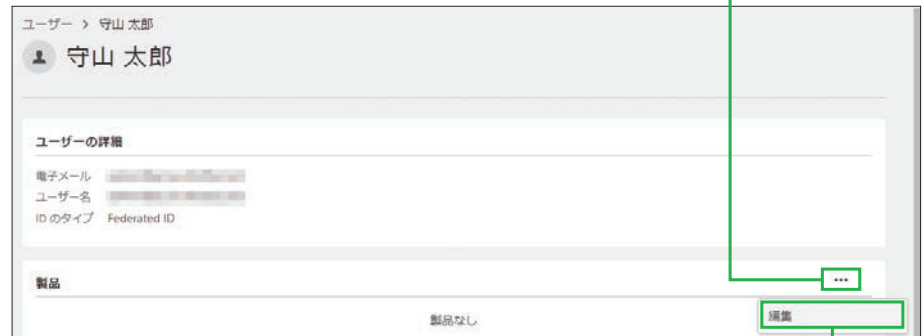 ユーザー > 守山 太郎
守山 太郎
ユーザーの詳細
電子メール
ユーザー名
ID のタイプ Federated ID
製品
•••
製品なし
編集